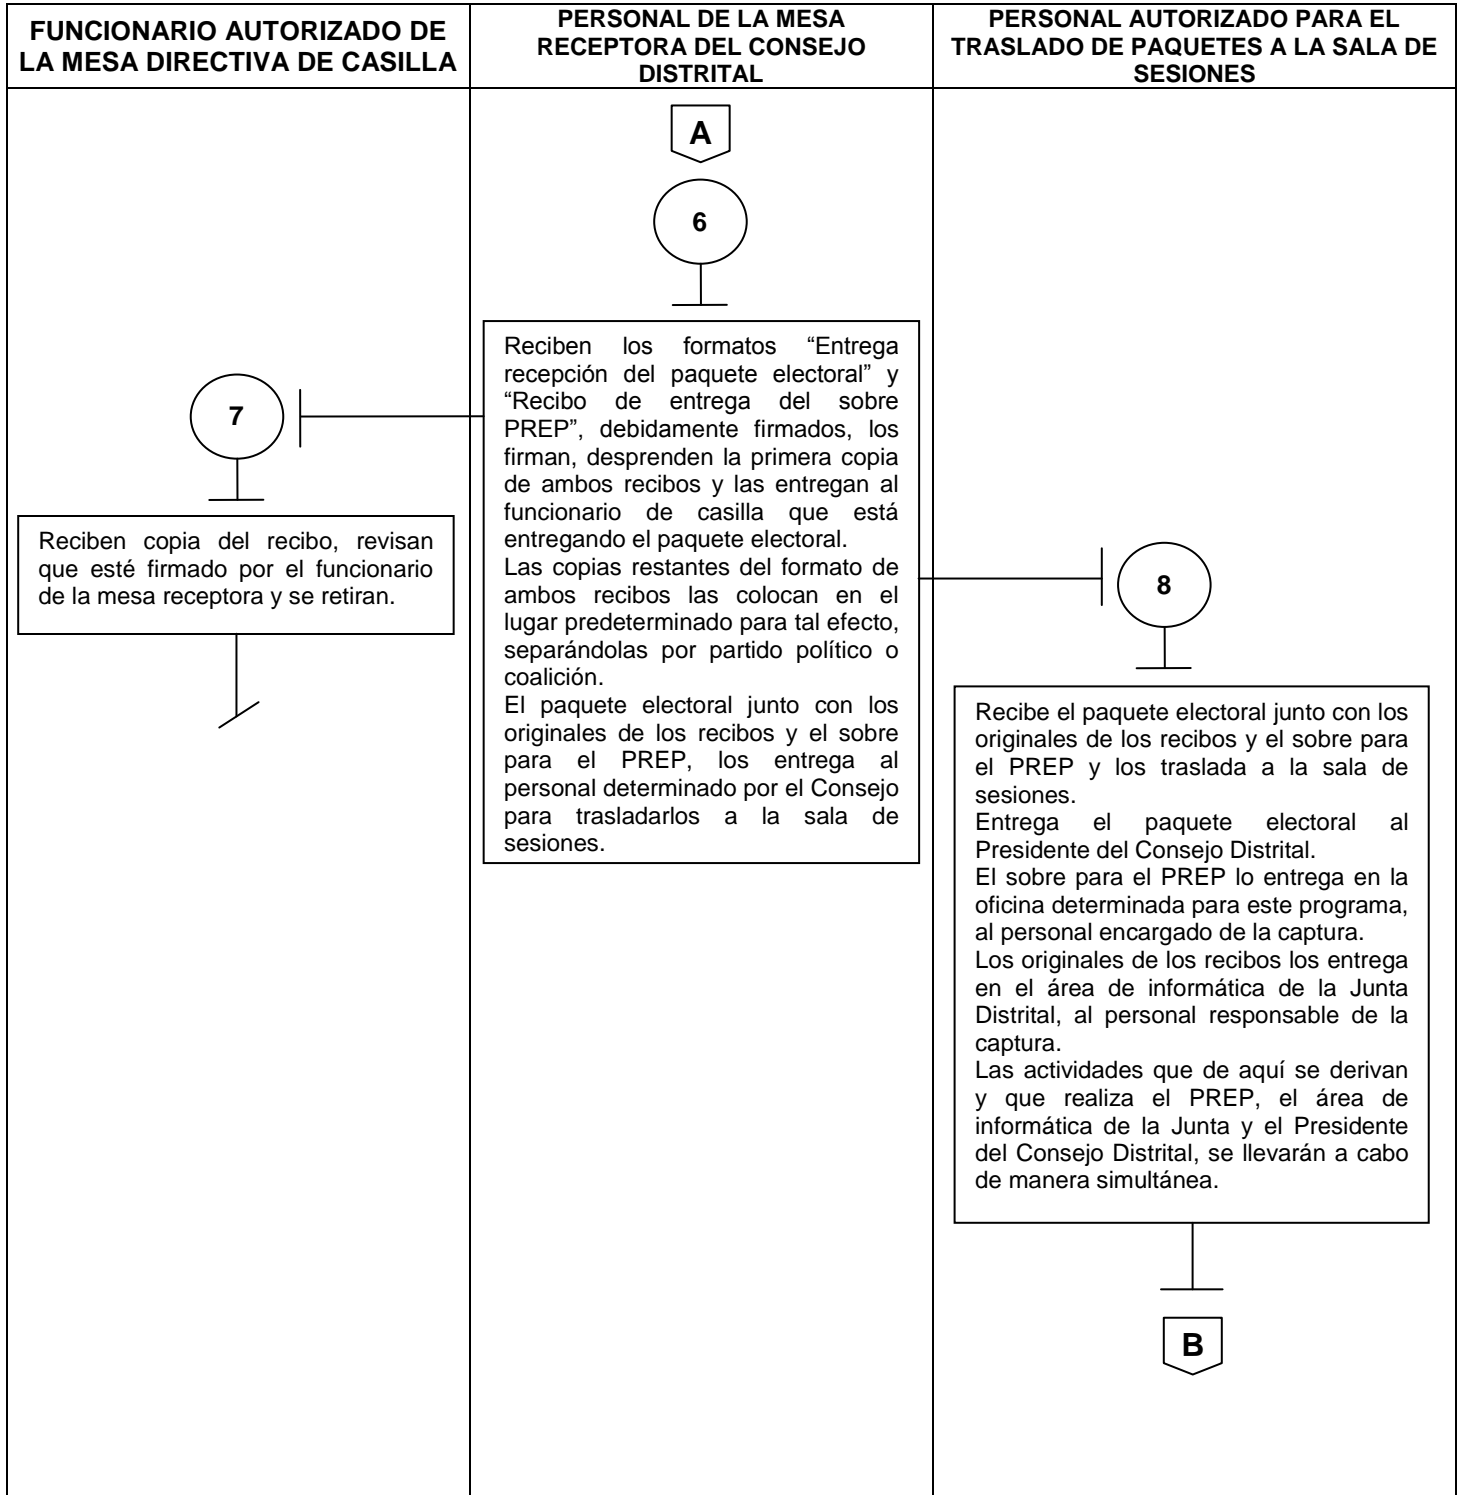 FUNCIONARIO AUTORIZADO DE
LA MESA DIRECTIVA DE CASILLA
PERSONAL DE LA MESA
RECEPTORA DEL CONSEJO
DISTRITAL
PERSONAL AUTORIZADO PARA EL
TRASLADO DE PAQUETES A LA SALA DE
SESIONES
A
6
Reciben los formatos “Entrega
recepción del paquete electoral” y
“Recibo de entrega del sobre
PREP”, debidamente firmados, los
firman, desprenden la primera copia
de ambos recibos y las entregan al
funcionario de casilla que está
entregando el paquete electoral.
Las copias restantes del formato de
ambos recibos las colocan en el
lugar predeterminado para tal efecto,
separándolas por partido político o
coalición.
El paquete electoral junto con los
originales de los recibos y el sobre
para el PREP, los entrega al
personal determinado por el Consejo
para trasladarlos a la sala de
sesiones.
7
Reciben copia del recibo, revisan
que esté firmado por el funcionario
de la mesa receptora y se retiran.
8
Recibe el paquete electoral junto con los
originales de los recibos y el sobre para
el PREP y los traslada a la sala de
sesiones.
Entrega el paquete electoral al
Presidente del Consejo Distrital.
El sobre para el PREP lo entrega en la
oficina determinada para este programa,
al personal encargado de la captura.
Los originales de los recibos los entrega
en el área de informática de la Junta
Distrital, al personal responsable de la
captura.
Las actividades que de aquí se derivan
y que realiza el PREP, el área de
informática de la Junta y el Presidente
del Consejo Distrital, se llevarán a cabo
de manera simultánea.
B